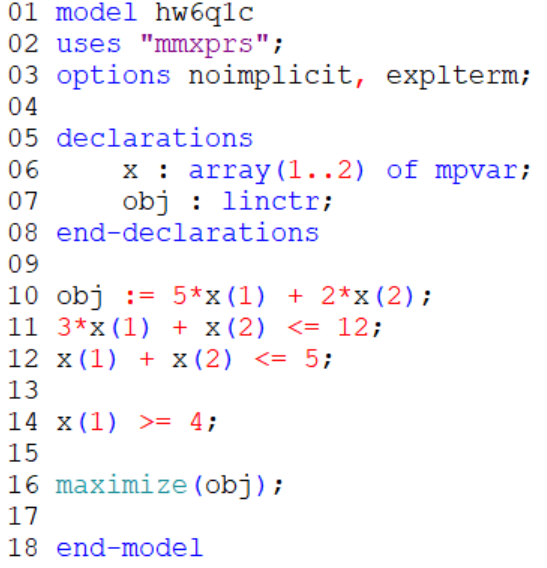 01 model hw6q1c
02 uses "mmxprs";
03 options noimplicit, explterm;
04
05 declarations
06     x : array(1..2) of mpvar;
07     obj : linctr;
08 end-declarations
09
10 obj := 5*x(1) + 2*x(2);
11 3*x(1) + x(2) <= 12;
12 x(1) + x(2) <= 5;
13
14 x(1) >= 4;
15
16 maximize(obj);
17
18 end-model